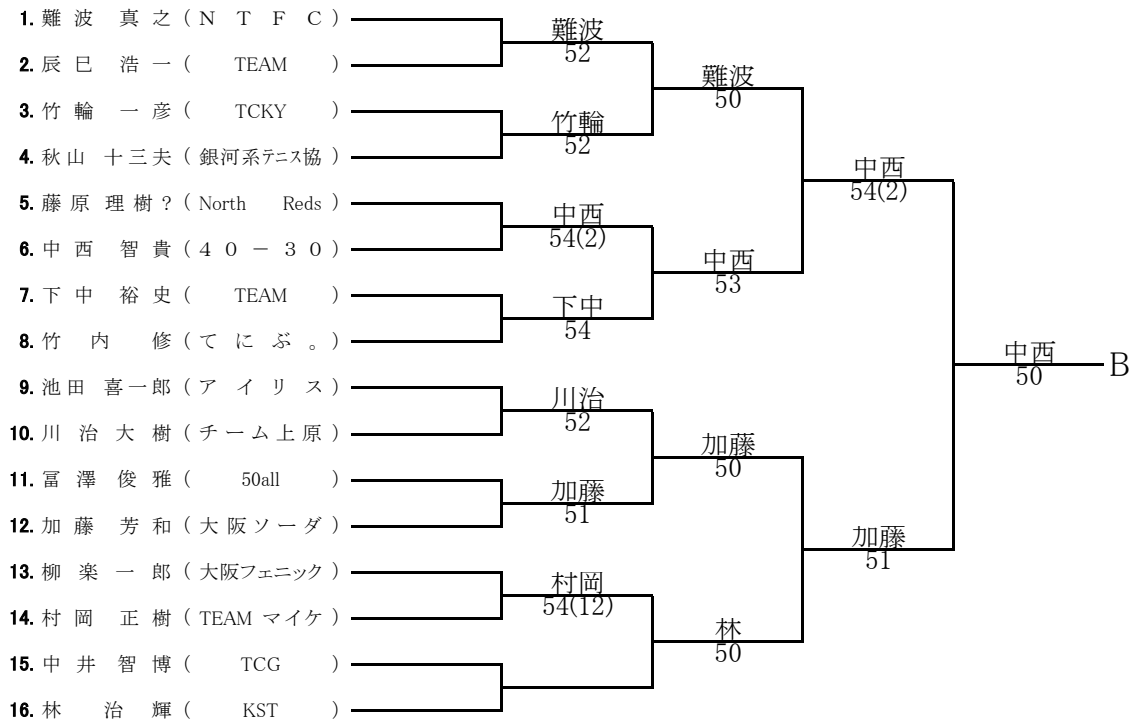 1. 難波 真之 (NTFC)
2. 辰巳 浩一 (TEAM)
3. 竹輪 一彦 (TCKY)
4. 秋山 十三夫 (銀河系テニス協)
5. 藤原理樹? (North Reds)
6. 中西 智貴 (40-30)
7. 下中 裕史 (TEAM)
8. 竹内 修 (てにぶ。)
9. 池田 喜一郎 (アイリス)
10. 川治大樹 (チーム上原)
11. 冨澤俊雅 (50all)
12. 加藤 芳和 (大阪ソーダ)
13. 柳楽一郎 (大阪フェニック)
14. 村岡 正樹 (TEAM マイケ)
15. 中井智博 (TCG)
16. 林 治輝 (KST)
難波
52
竹輪
52
中西
54(2)
下中
54
川治
52
加藤
51
村岡
54(12)
難波
50
中西
53
加藤
50
林
50
中西
54(2)
加藤
51
中西
50
B